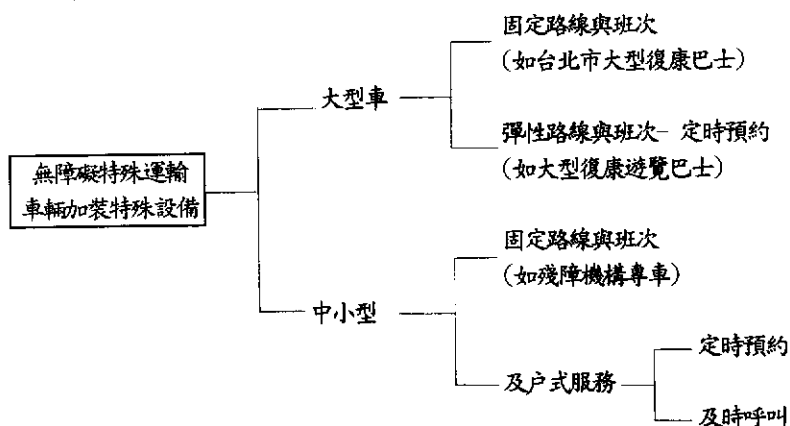 固定路線與班次
(如台北市大型復康巴士)
大型車
彈性路線與班次- 定時預約
(如大型復康遊覽巴士)
無障礙特殊運輸
車輛加裝特殊設備
固定路線與班次
(如殘障機構專車)
中小型
及户式服務
定時預約
及時呼叫